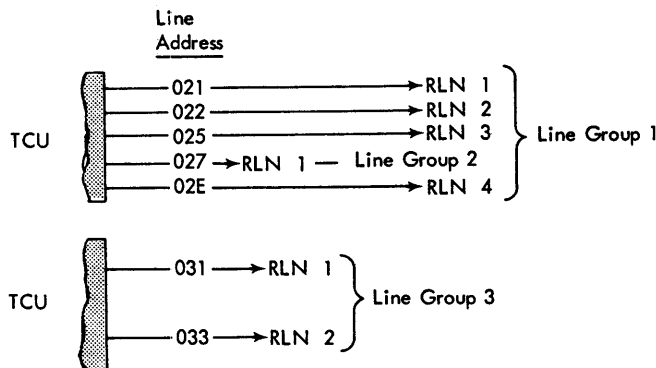 Line
Address
021 RLN 1
022 RLN 2
TCU 025 RLN 3 Line Group 1
027 RLN 1 — Line Group 2
02E RLN 4
031 RLN 1
TCU Line Group 3
033 RLN 2